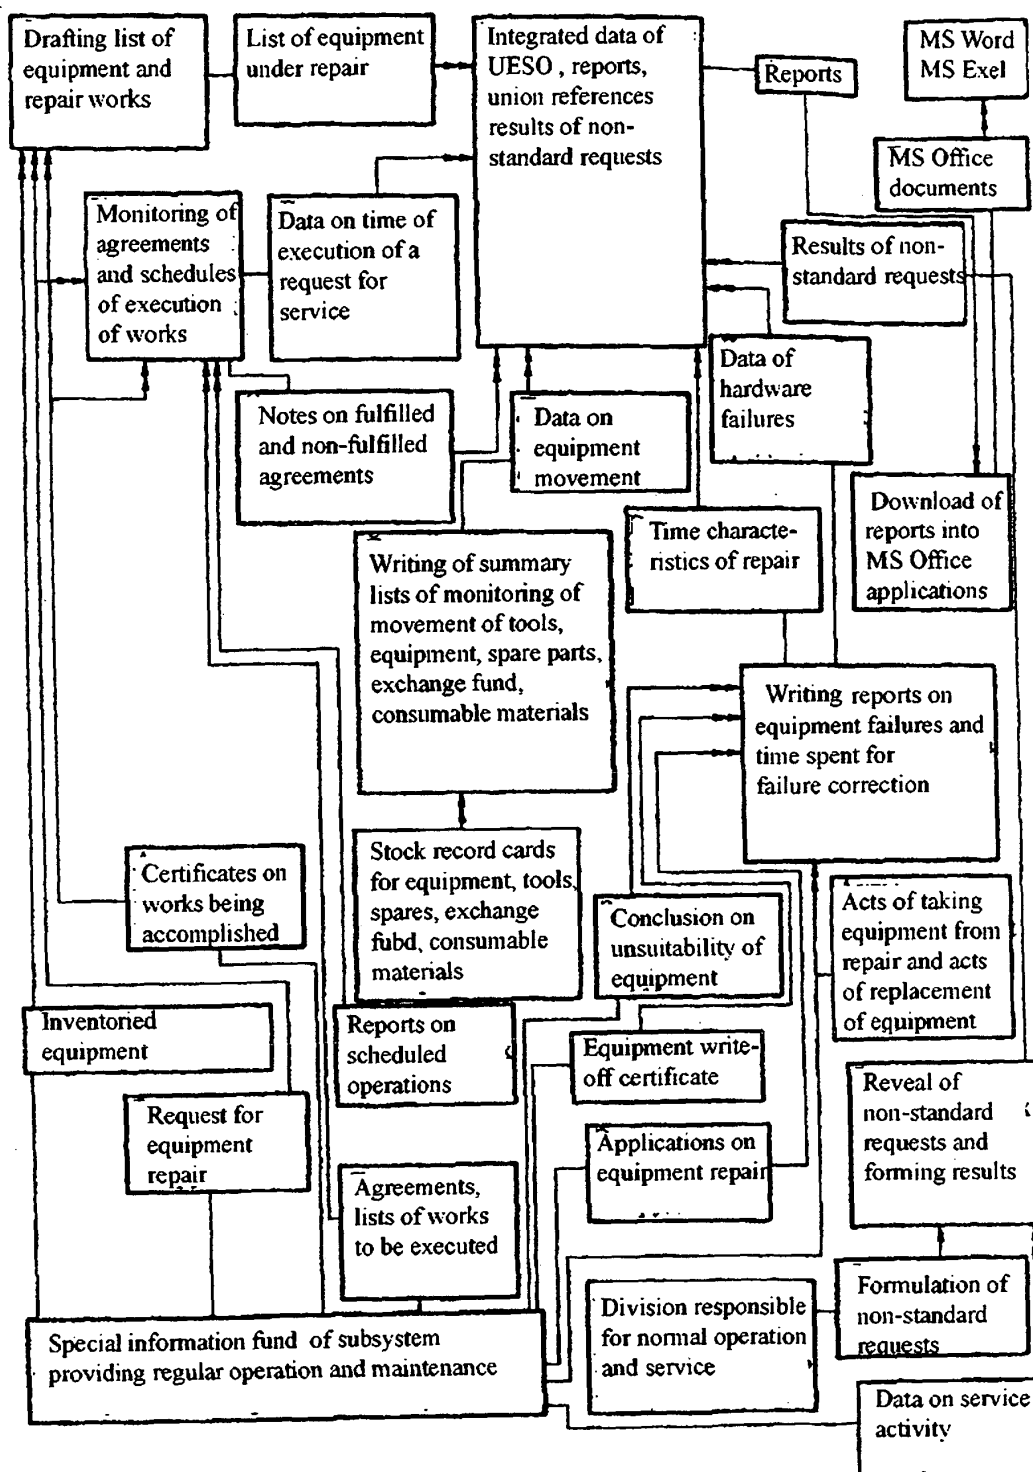 Drafting list of
equipment and
repair works
List of equipment
under repair
Integrated data of
UESO , reports,
union references
results of non-
standard requests
Reports
MS Word
MS Exel
MS Office
documents
Monitoring of
agreements
and schedules
of execution
of works
Data on time of
execution of a
request for
service
Results of non-
standard requests
Data of
hardware
failures
Notes on fulfilled
and non-fulfilled
agreements
Data on
equipment
movement
Download of
reports into
MS Office
applications
Time characte-
ristics of repair
Writing of summary
lists of monitoring of
movement of tools,
equipment, spare parts,
exchange fund,
consumable materials
Writing reports on
equipment failures and
time spent for
failure correction
Certificates on
works being
accomplished
Stock record cards
for equipment, tools,
spares, exchange
fubd, consumable
materials
Conclusion on
unsuitability of
equipment
Acts of taking
equipment from
repair and acts
of replacement
of equipment
Inventoried
equipment
Reports on
scheduled
operations
Equipment write-
off certificate
Reveal of
non-standard
requests and
forming results
Request for
equipment
repair
Applications on
equipment repair
Agreements,
lists of works
to be executed
Formulation of
non-standard
requests
Division responsible
for normal operation
and service
Special information fund of subsystem
providing regular operation and maintenance
Data on service
activity